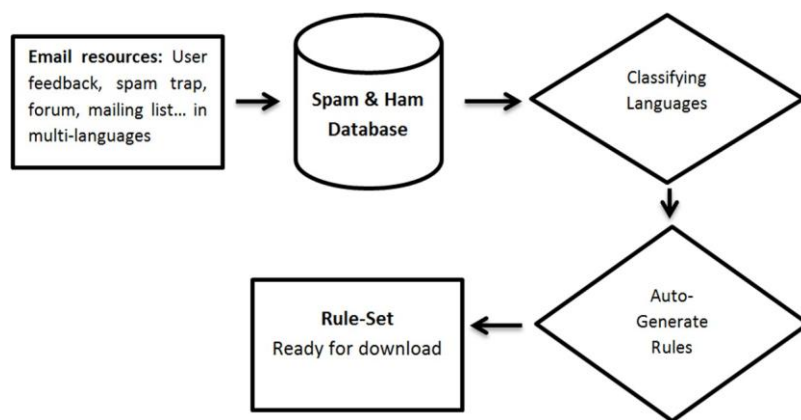 Email resources: User
feedback, spam trap,
forum, mailing list... in
multi-languages
Spam & Ham
Database
Classifying
Languages
Auto-
Generate
Rules
Rule-Set
Ready for download